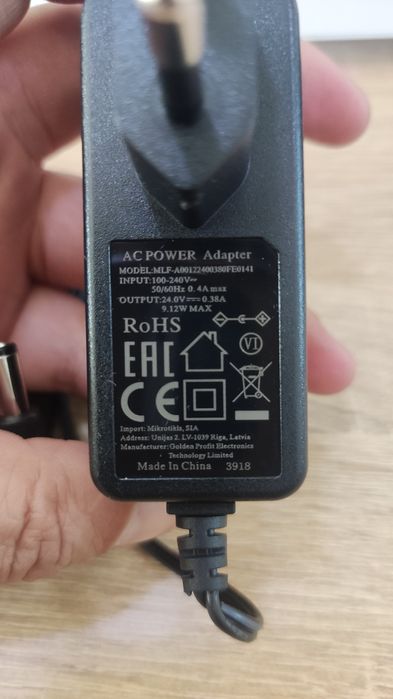 AC POWER Adapter
MODEL:MLF-A00122400380FE0141
INPUT:100-240V~
50/60Hz 0.4A max
OUTPUT:24.0V⎓0.38A
9.12W MAX
RoHS - +
EAC VI
CE
Import: Mikrotikls, SIA
Address: Unijas 2. LV-1039 Riga, Latvia
Manufacturer: Golden Profit Electronics
Technology Limited
Made In China 3918